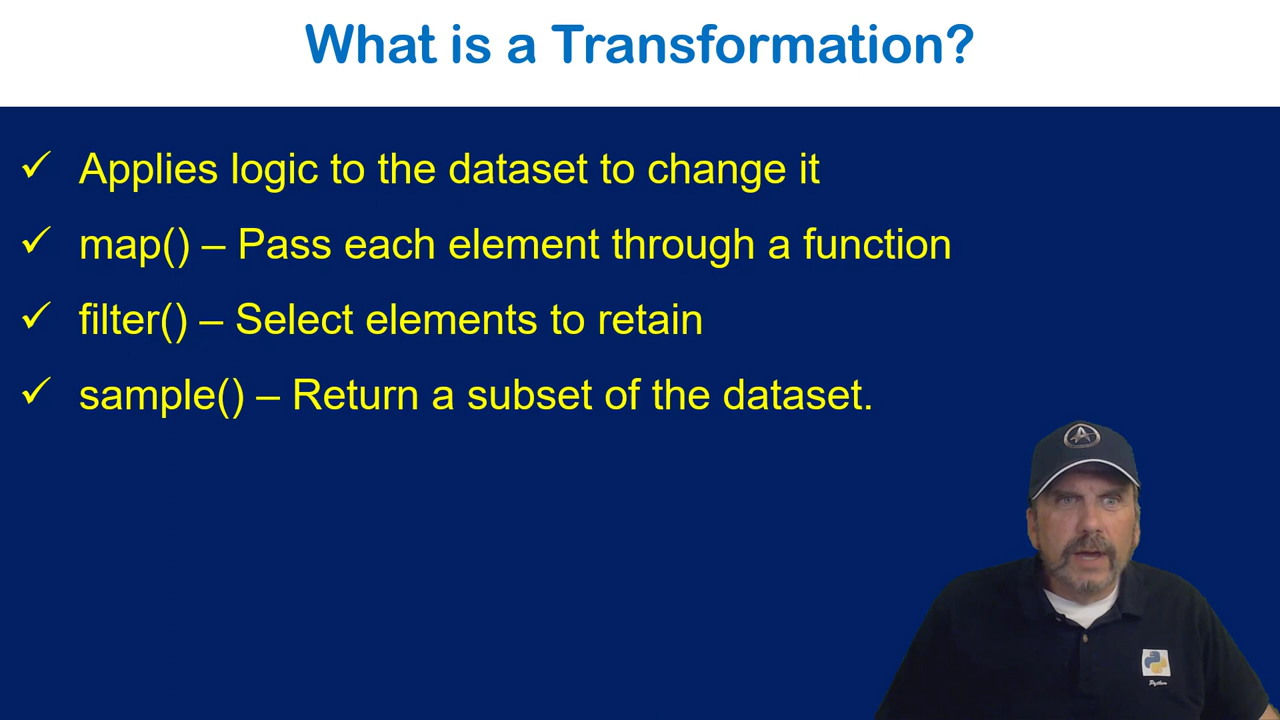 What is a Transformation?
✓ Applies logic to the dataset to change it
✓ map() – Pass each element through a function
✓ filter() – Select elements to retain
✓ sample() – Return a subset of the dataset.
Python